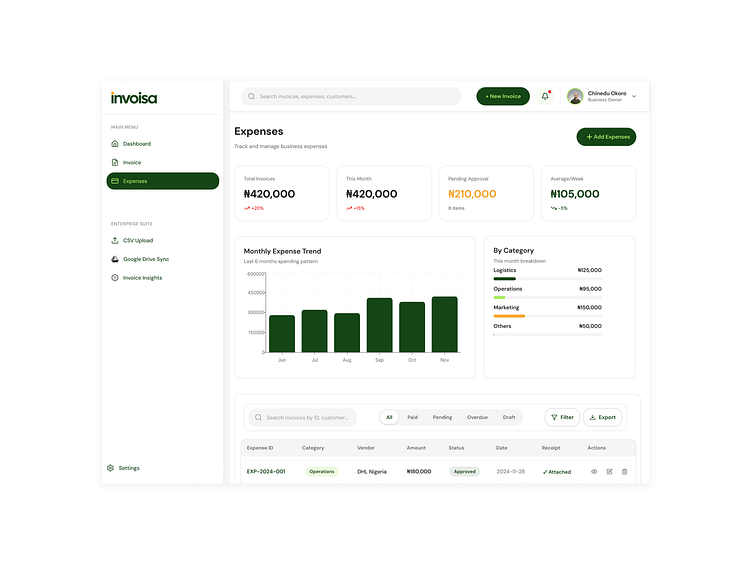 invoisa
Search invoices, expenses, customers...
+ New Invoice
Chinedu Okoro
Business Owner
MAIN MENU
Dashboard
Invoice
Expenses
ENTERPRISE SUITE
CSV Upload
Google Drive Sync
Invoice Insights
Settings
Expenses
Track and manage business expenses
+ Add Expenses
Total Invoices
₦420,000
+20%
This Month
₦420,000
+15%
Pending Approval
₦210,000
8 items
Average/Week
₦105,000
-5%
Monthly Expense Trend
Last 6 months spending pattern
600000
450000
300000
150000
0
Jun Jul Aug Sep Oct Nov
By Category
This month breakdown
Logistics ₦125,000
Operations ₦95,000
Marketing ₦150,000
Others ₦50,000
Search invoices by ID, customer...
All Paid Pending Overdue Draft
Filter
Export
Expense ID Category Vendor Amount Status Date Receipt Actions
EXP-2024-001 Operations DHL Nigeria ₦180,000 Approved 2024-11-28 ✓ Attached